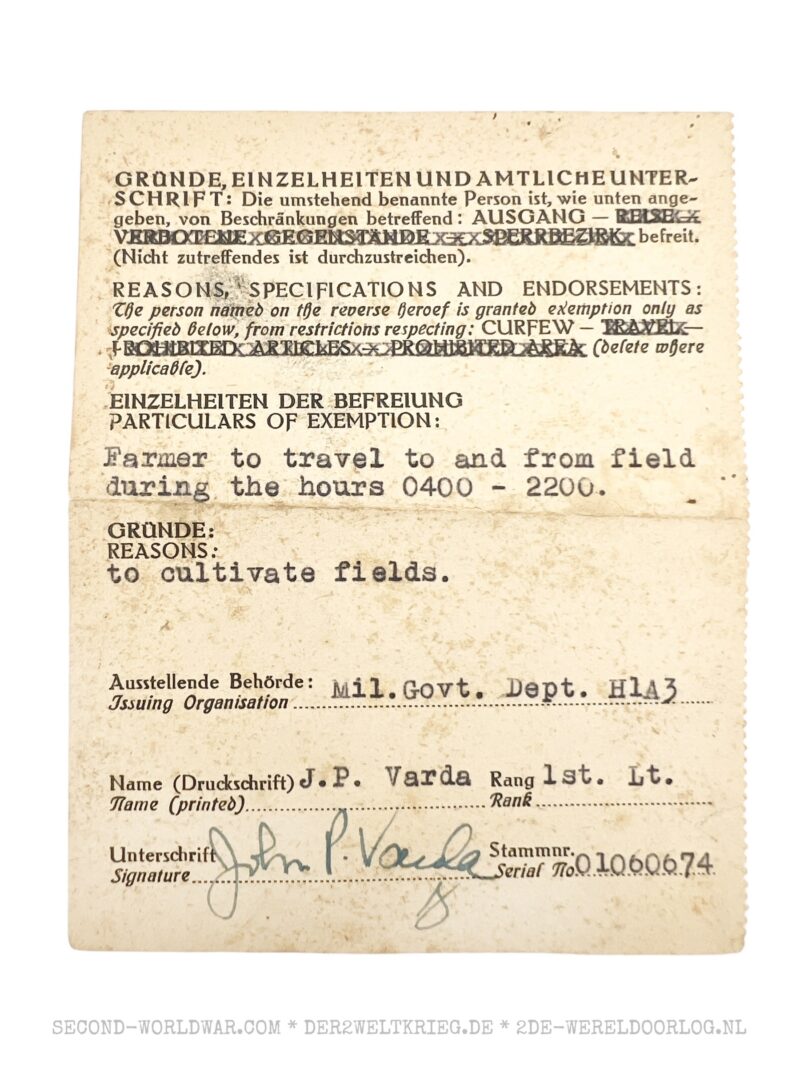 GRÜNDE, EINZELHEITEN UND AMTLICHE UNTER-
SCHRIFT: Die umstehend benannte Person ist, wie unten ange-
geben, von Beschränkungen betreffend: AUSGANG — REISE —
VERBOTENE GEGENSTÄNDE — SPERRBEZIRK befreit.
(Nicht zutreffendes ist durchzustreichen).
REASONS, SPECIFICATIONS AND ENDORSEMENTS:
The person named on the reverse heroef is granted exemption only as
specified below, from restrictions respecting: CURFEW — TRAVEL —
PROHIBITED ARTICLES — PROHIBITED AREA (delete where
applicable).
EINZELHEITEN DER BEFREIUNG
PARTICULARS OF EXEMPTION:
Farmer to travel to and from field
during the hours 0400 - 2200.
GRÜNDE:
REASONS:
to cultivate fields.
Ausstellende Behörde: Mil.Govt. Dept. H1A3
Issuing Organisation
Name (Druckschrift) J.P. Varda Rang 1st. Lt.
Name (printed) Rank
Unterschrift John P. Varda Stammnr.
Signature Serial No. 01060674
SECOND-WORLDWAR.COM * DER2WELTKRIEG.DE * 2DE-WERELDOORLOG.NL